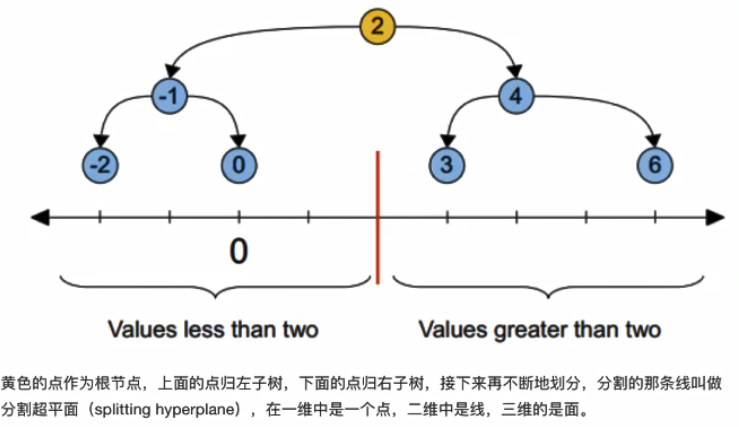 2
-1 4
-2 0 3 6
0
Values less than two Values greater than two
黄色的点作为根节点，上面的点归左子树，下面的点归右子树，接下来再不断地划分，分割的那条线叫做
分割超平面（splitting hyperplane），在一维中是一个点，二维中是线，三维的是面。